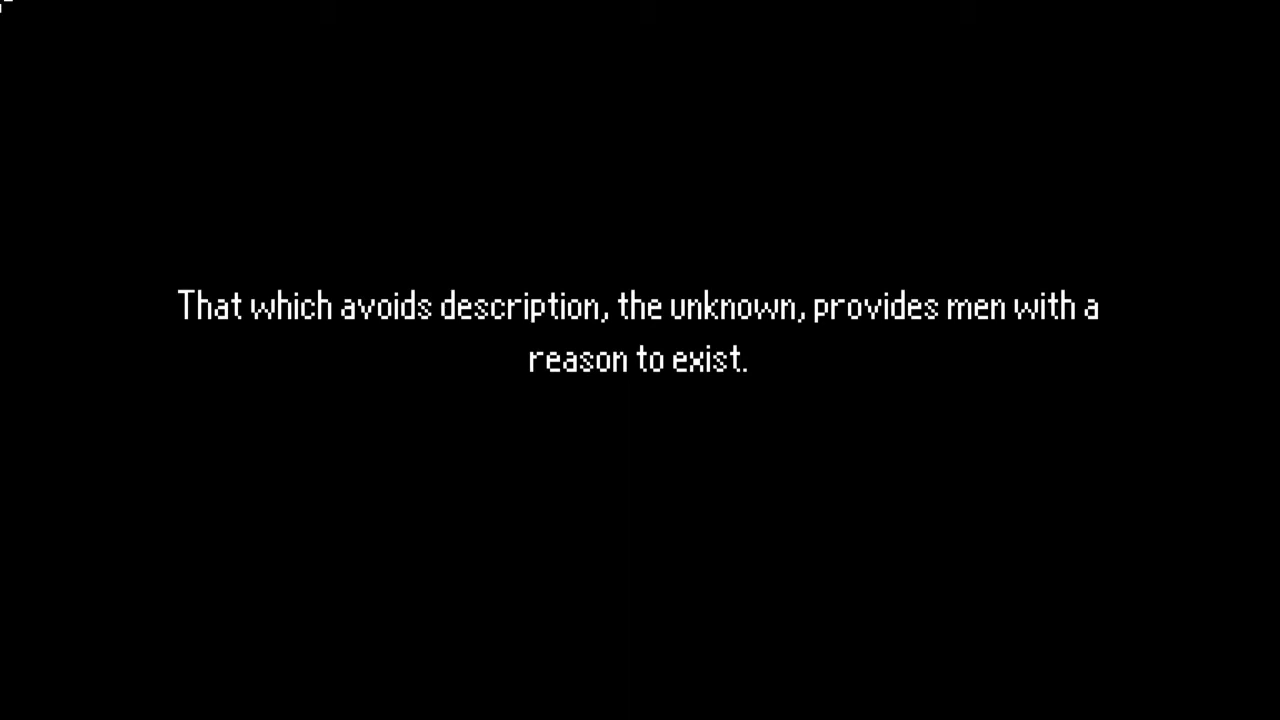 That which avoids description, the unknown, provides men with a
reason to exist.